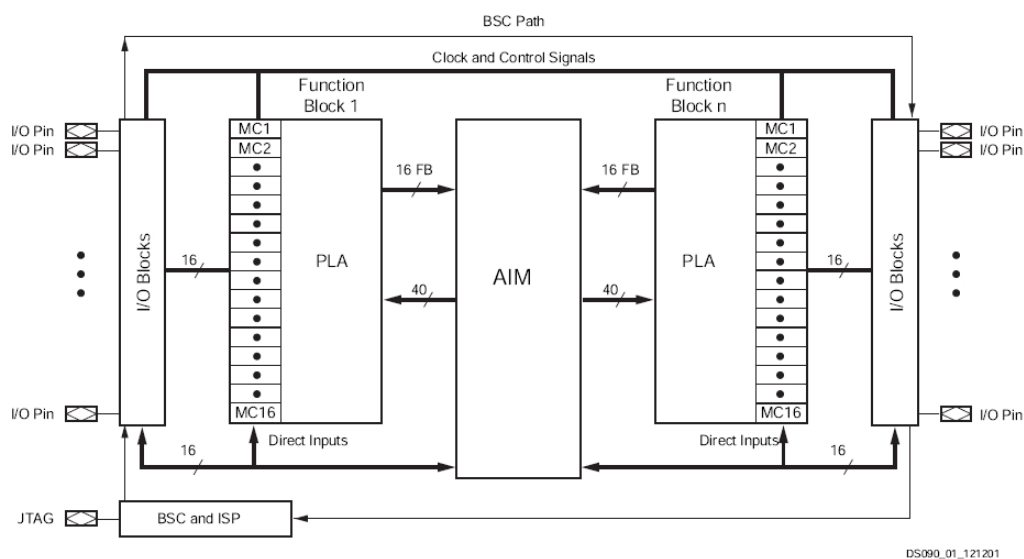 BSC Path
Clock and Control Signals
Function
Block 1
Function
Block n
I/O Pin
I/O Pin
I/O Pin
I/O Blocks
16
MC1
MC2
MC16
PLA
16 FB
40
AIM
16 FB
40
PLA
MC1
MC2
MC16
16
I/O Blocks
I/O Pin
I/O Pin
I/O Pin
Direct Inputs
16
Direct Inputs
16
JTAG
BSC and ISP
DS090_01_121201